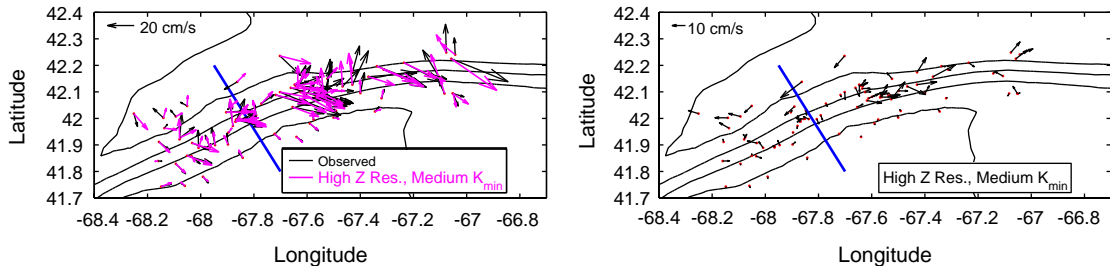 42.4
42.3
42.2
42.1
42
41.9
41.8
41.7
Latitude
20 cm/s
Observed
High Z Res., Medium K_min
-68.4 -68.2 -68 -67.8 -67.6 -67.4 -67.2 -67 -66.8
Longitude
42.4
42.3
42.2
42.1
42
41.9
41.8
41.7
Latitude
10 cm/s
High Z Res., Medium K_min
-68.4 -68.2 -68 -67.8 -67.6 -67.4 -67.2 -67 -66.8
Longitude